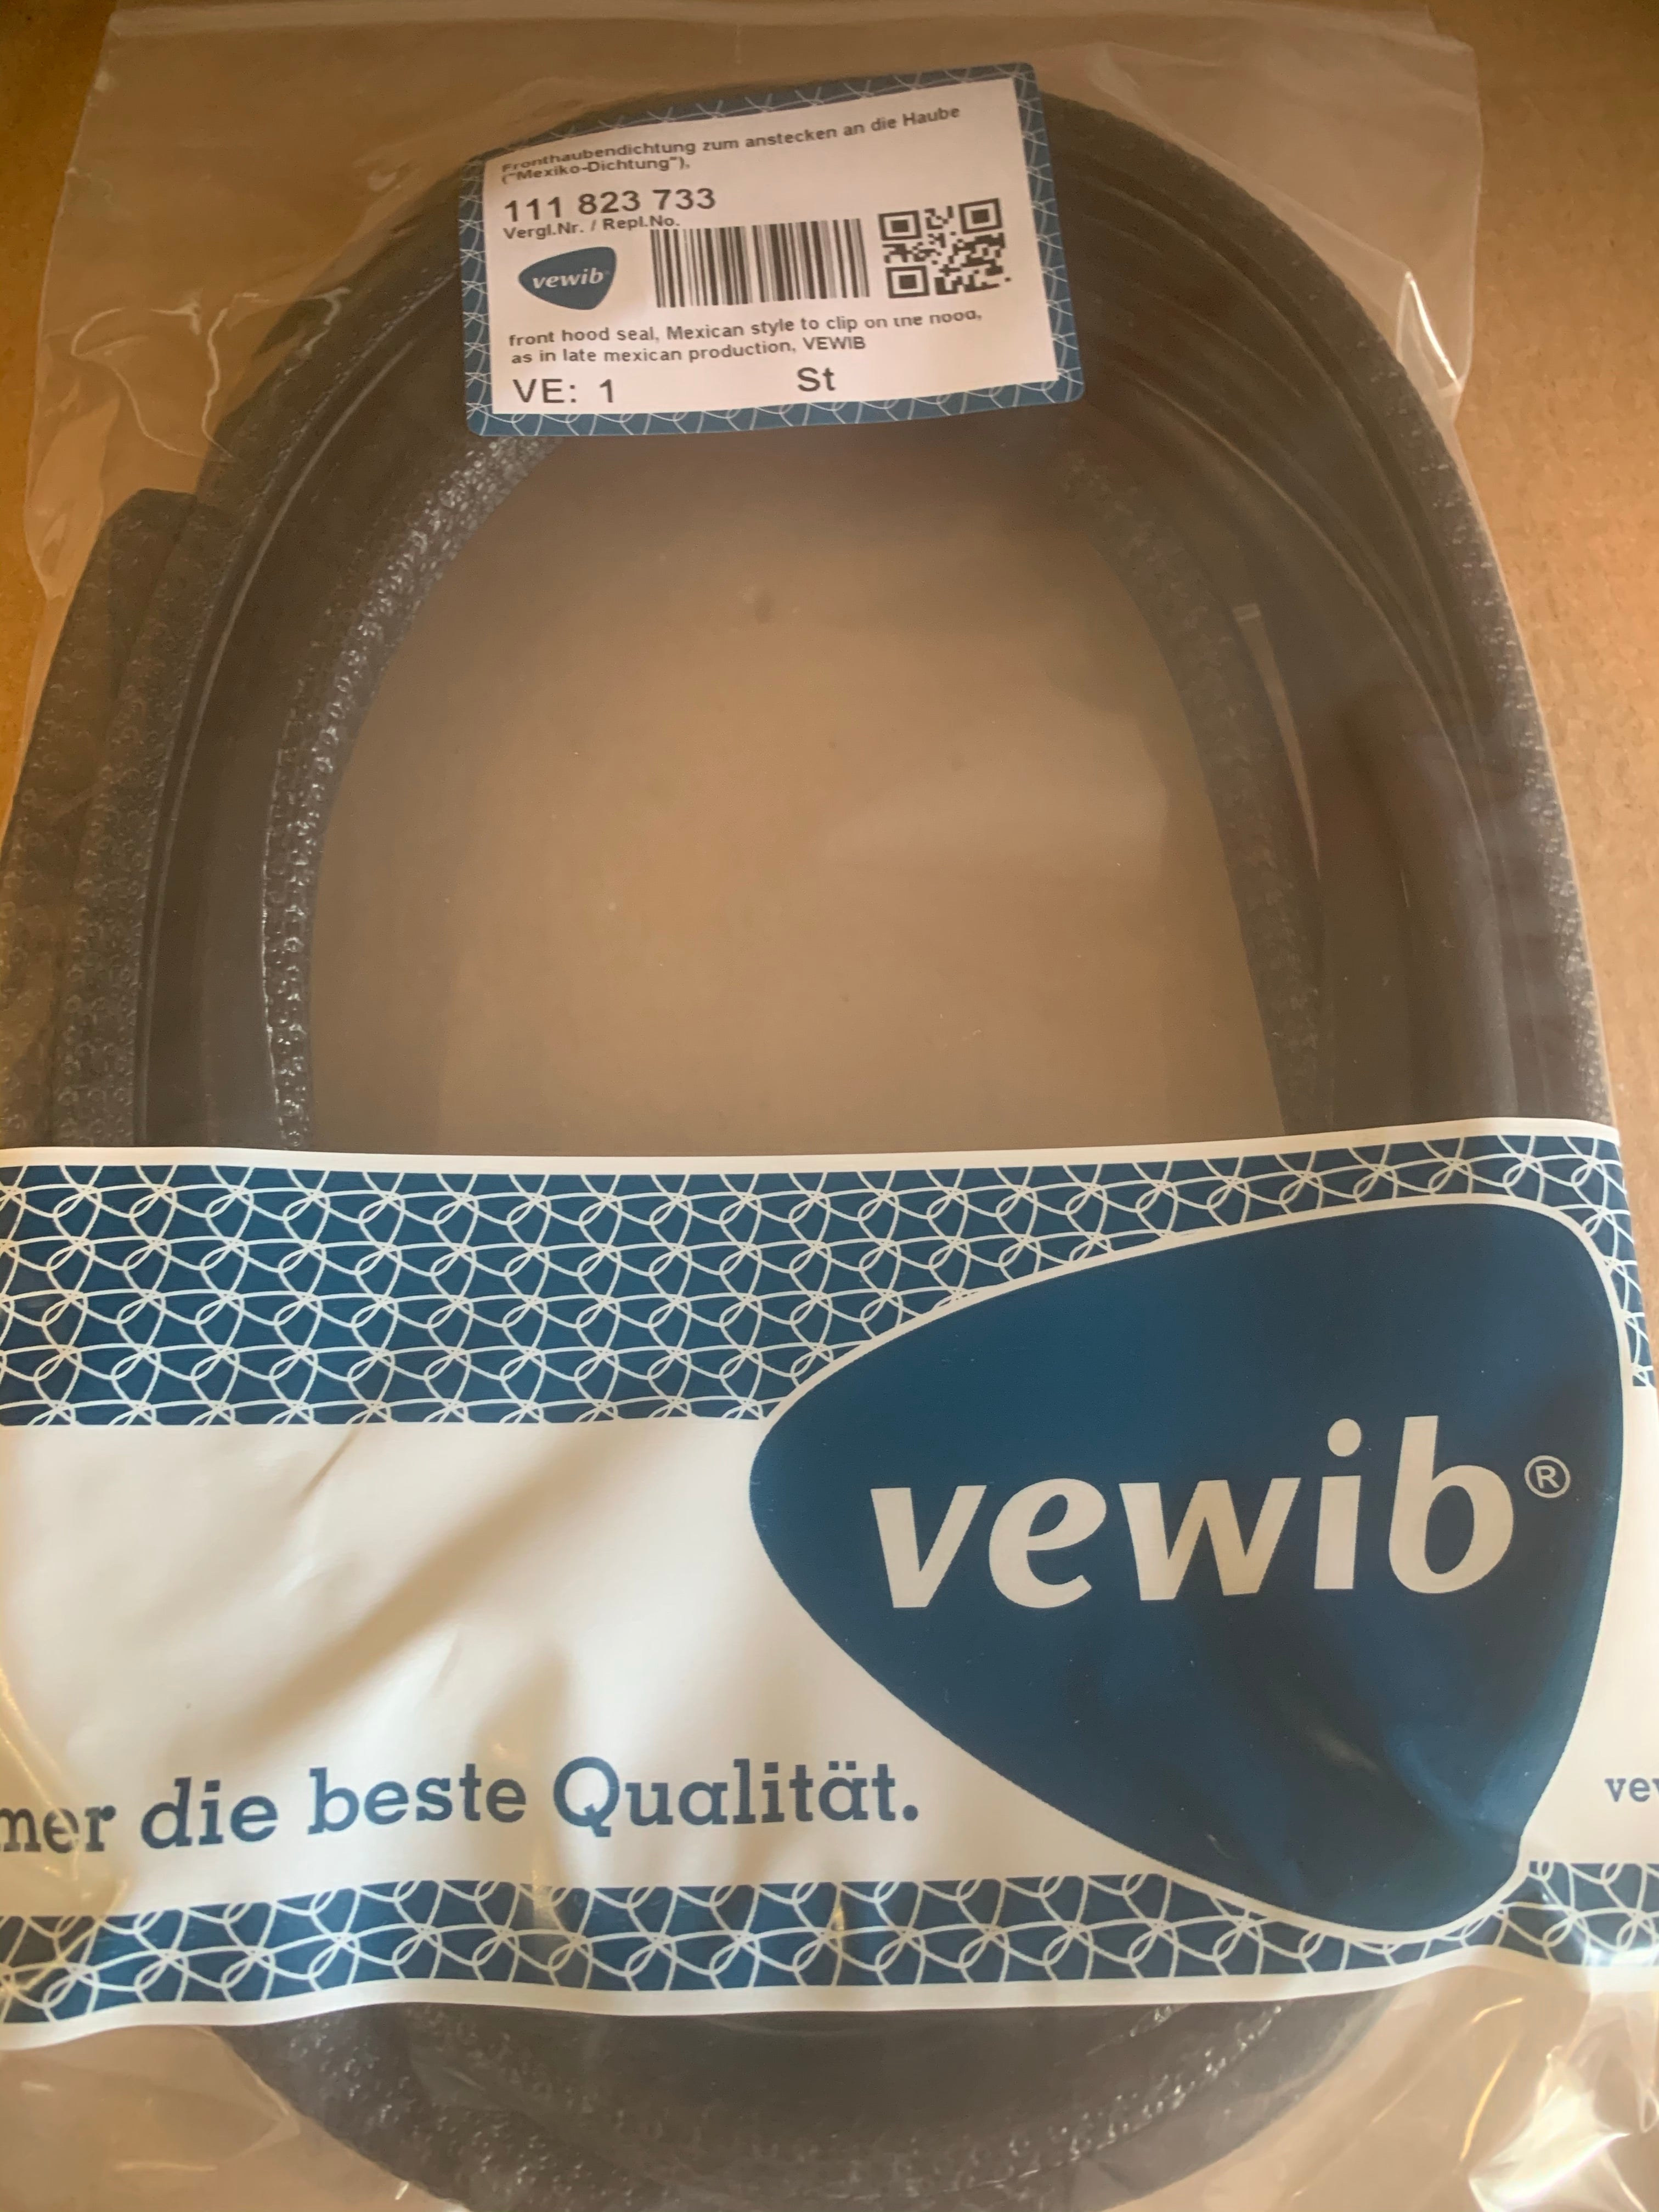 Fronthaubendichtung zum anstecken an die Haube
("Mexiko-Dichtung"),
111 823 733
Vergl.Nr. / Repl.No.
vewib
front hood seal, Mexican style to clip on the hood,
as in late mexican production, VEWIB
VE: 1 St
vewib®
mer die beste Qualität.